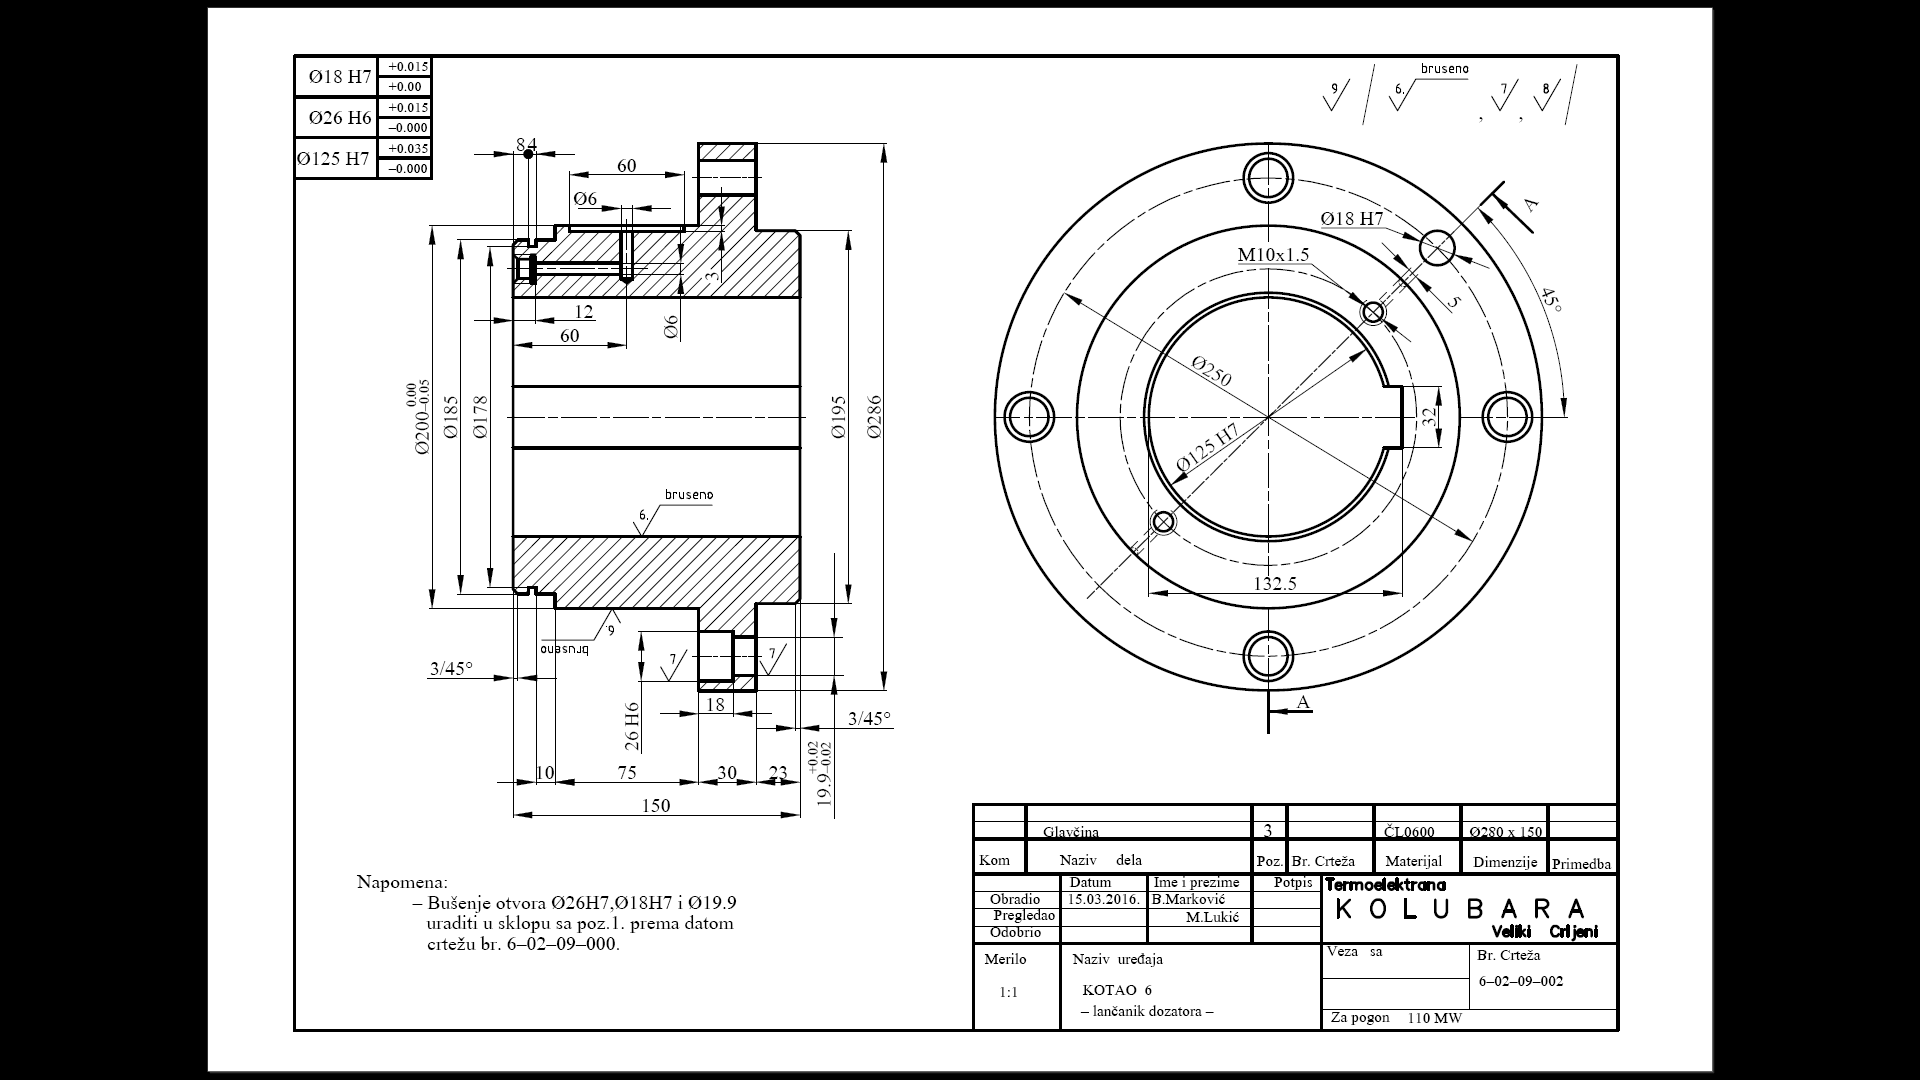 Ø18 H7 +0.015
+0.00
Ø26 H6 +0.015
–0.000
Ø125 H7 +0.035
–0.000
9 6. bruseno , 7 , 8
84
60
Ø6
3
12
Ø6
60
Ø200 0.00 –0.05
Ø185
Ø178
Ø195
Ø286
6. bruseno
6. bruseno
7
7
3/45°
18
26 H6
3/45°
19.9 +0.02 –0.02
10 75 30 23
150
A
Ø18 H7
M10x1.5
5
45°
Ø250
32
Ø125 H7
132.5
A
Napomena:
– Bušenje otvora Ø26H7,Ø18H7 i Ø19.9
uraditi u sklopu sa poz.1. prema datom
crtežu br. 6–02–09–000.
Glavčina 3 ČL0600 Ø280 x 150
Kom Naziv dela Poz. Br. Crteža Materijal Dimenzije Primedba
Datum Ime i prezime Potpis
Obradio 15.03.2016. B.Marković
Pregledao M.Lukić
Odobrio
Termoelektrana
KOLUBARA
Veliki Crljeni
Merilo
1:1
Naziv uređaja
KOTAO 6
– lančanik dozatora –
Veza sa
Br. Crteža
6–02–09–002
Za pogon 110 MW